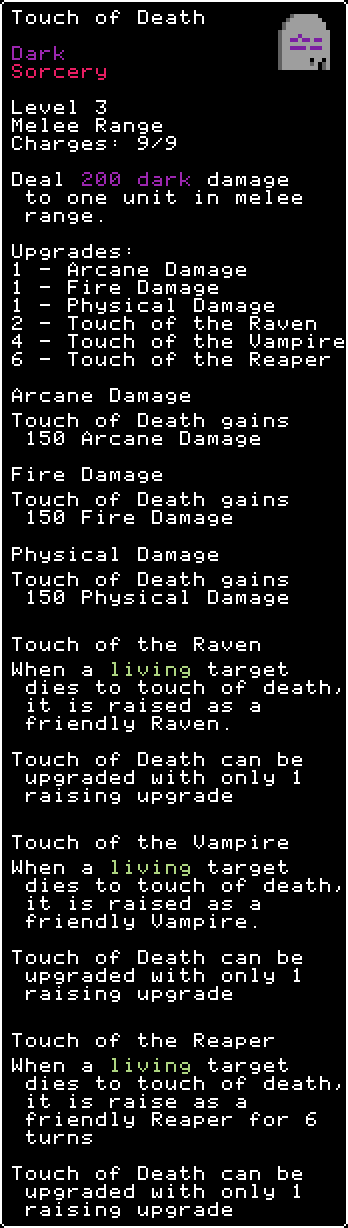 Touch of Death
Dark
Sorcery
Level 3
Melee Range
Charges: 9/9
Deal 200 dark damage
to one unit in melee
range.
Upgrades:
1 - Arcane Damage
1 - Fire Damage
1 - Physical Damage
2 - Touch of the Raven
4 - Touch of the Vampire
6 - Touch of the Reaper
Arcane Damage
Touch of Death gains
150 Arcane Damage
Fire Damage
Touch of Death gains
150 Fire Damage
Physical Damage
Touch of Death gains
150 Physical Damage
Touch of the Raven
When a living target
dies to touch of death,
it is raised as a
friendly Raven.
Touch of Death can be
upgraded with only 1
raising upgrade
Touch of the Vampire
When a living target
dies to touch of death,
it is raised as a
friendly Vampire.
Touch of Death can be
upgraded with only 1
raising upgrade
Touch of the Reaper
When a living target
dies to touch of death,
it is raise as a
friendly Reaper for 6
turns
Touch of Death can be
upgraded with only 1
raising upgrade